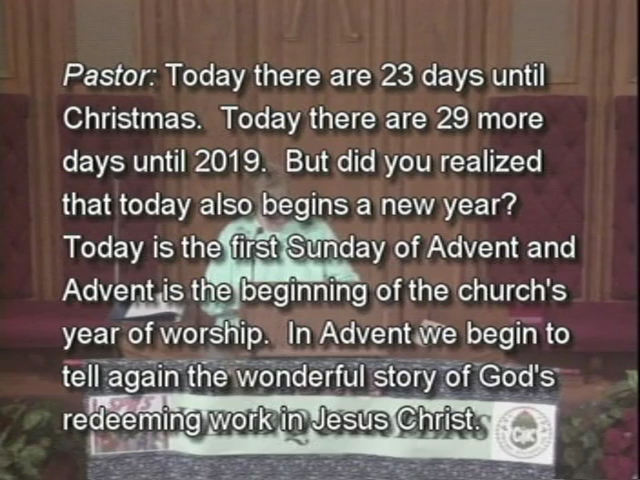 Pastor: Today there are 23 days until
Christmas. Today there are 29 more
days until 2019. But did you realized
that today also begins a new year?
Today is the first Sunday of Advent and
Advent is the beginning of the church's
year of worship. In Advent we begin to
tell again the wonderful story of God's
redeeming work in Jesus Christ.